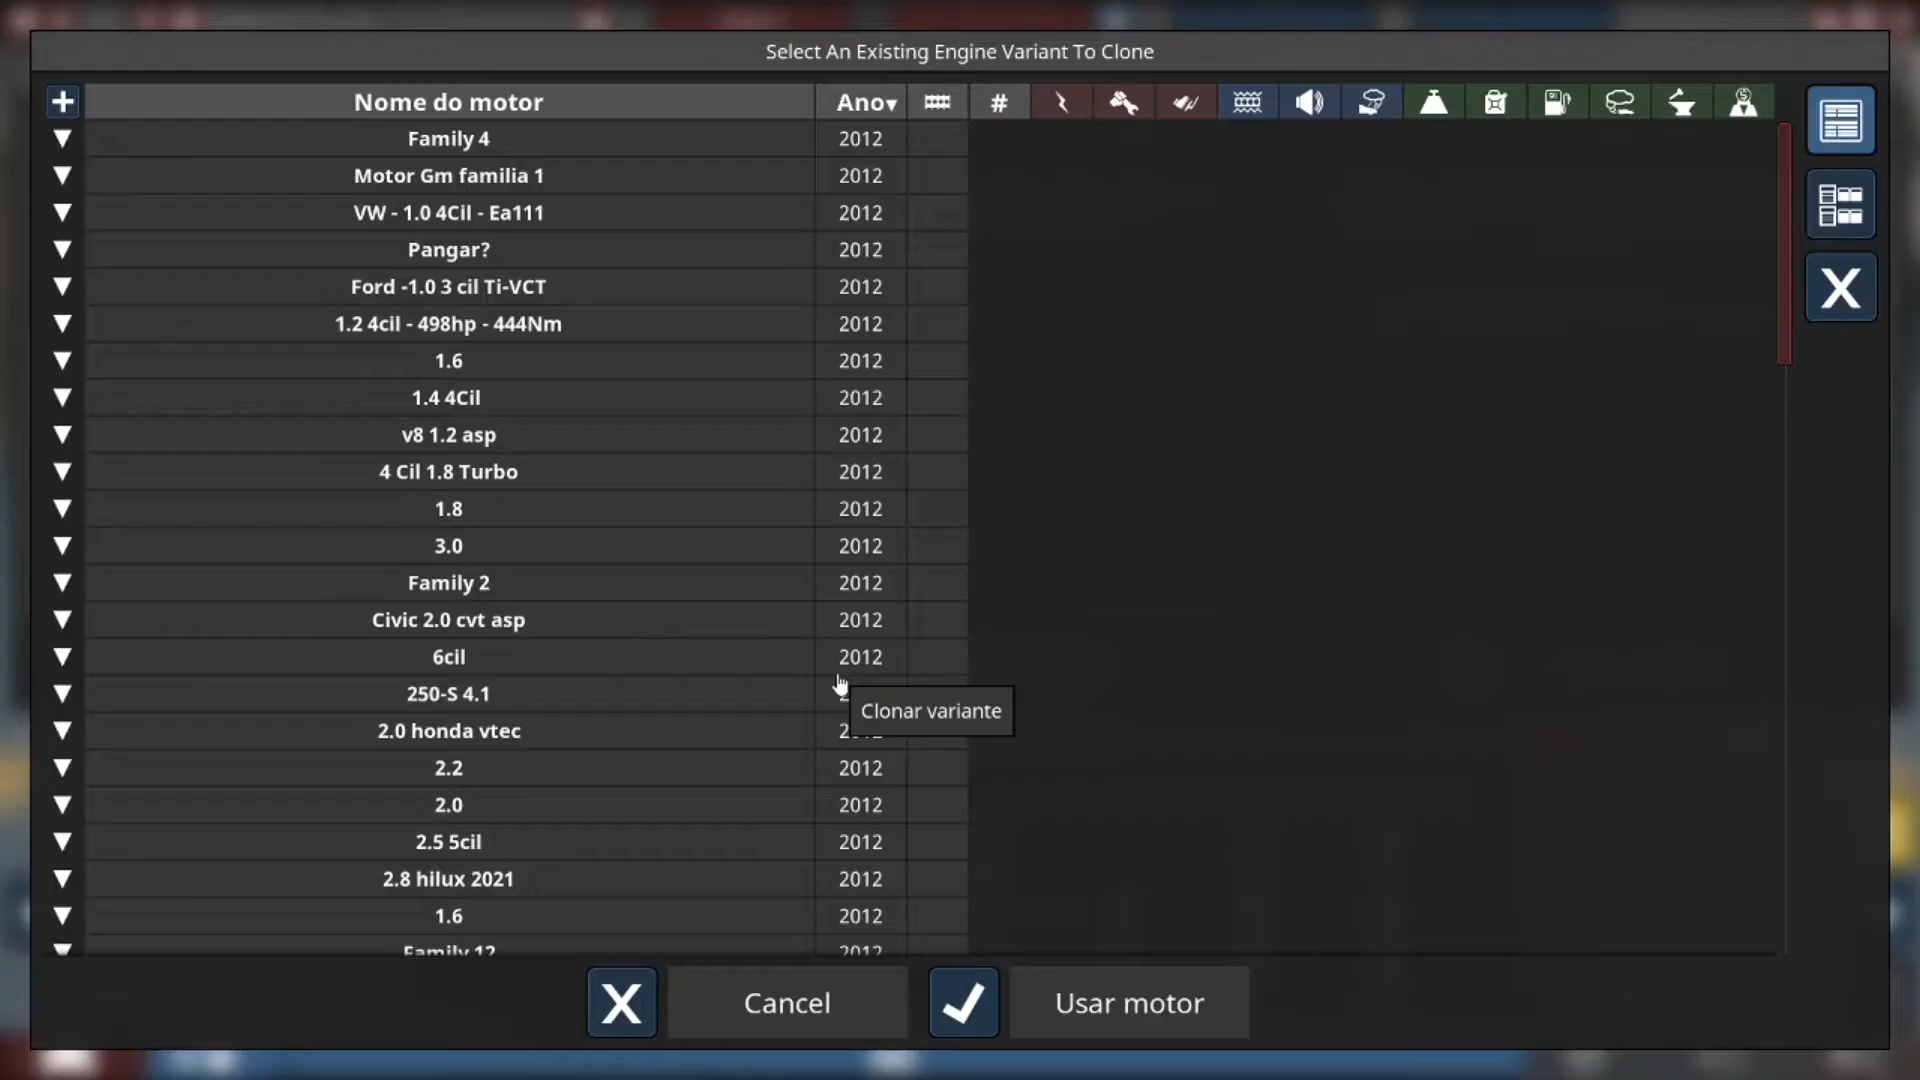 Select An Existing Engine Variant To Clone
Nome do motor Ano #
Family 4 2012
Motor Gm familia 1 2012
VW - 1.0 4Cil - Ea111 2012
Pangar? 2012
Ford -1.0 3 cil Ti-VCT 2012
1.2 4cil - 498hp - 444Nm 2012
1.6 2012
1.4 4Cil 2012
v8 1.2 asp 2012
4 Cil 1.8 Turbo 2012
1.8 2012
3.0 2012
Family 2 2012
Civic 2.0 cvt asp 2012
6cil 2012
250-S 4.1
Clonar variante
2.0 honda vtec
2.2 2012
2.0 2012
2.5 5cil 2012
2.8 hilux 2021 2012
1.6 2012
Family 12 2012
Cancel Usar motor